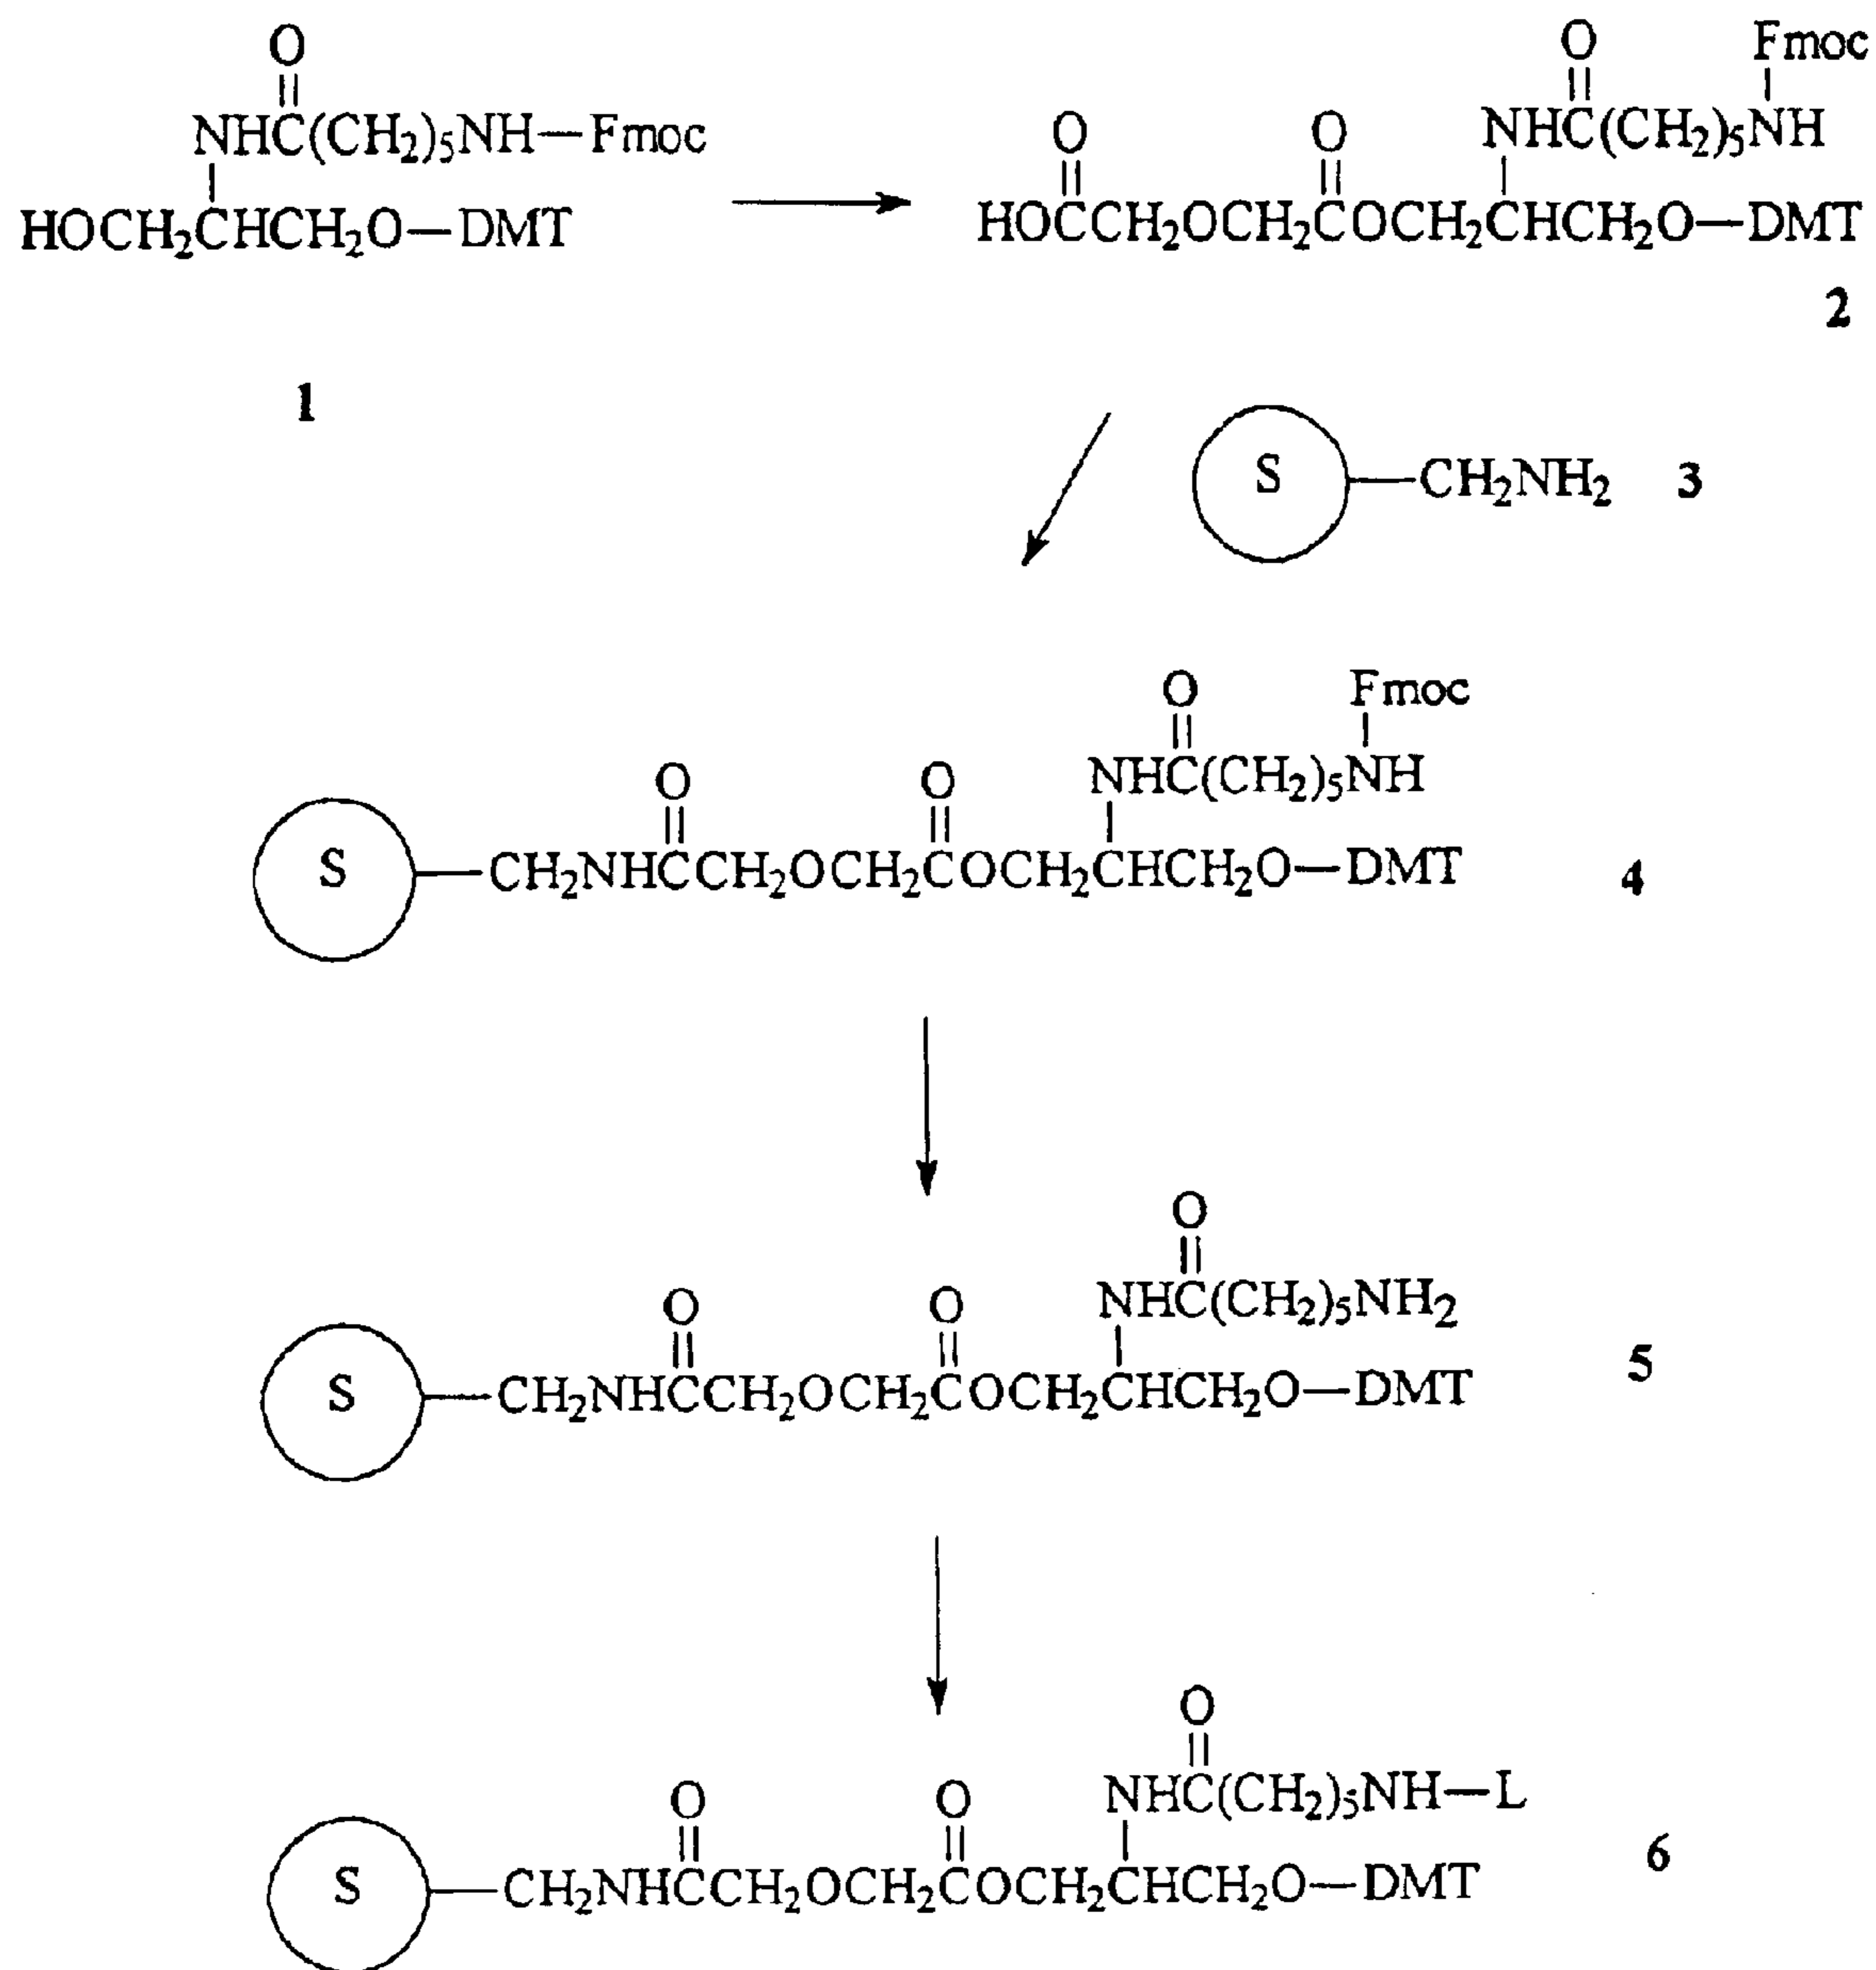 O O Fmoc
NHC(CH2)5NH—Fmoc O O NHC(CH2)5NH
HOCH2CHCH2O—DMT HOCCH2OCH2COCH2CHCH2O—DMT
2
1
S CH2NH2 3
O Fmoc
O O NHC(CH2)5NH
S CH2NHCCH2OCH2COCH2CHCH2O—DMT 4
O
O O NHC(CH2)5NH2
S CH2NHCCH2OCH2COCH2CHCH2O—DMT 5
O
O O NHC(CH2)5NH—L
S CH2NHCCH2OCH2COCH2CHCH2O—DMT 6